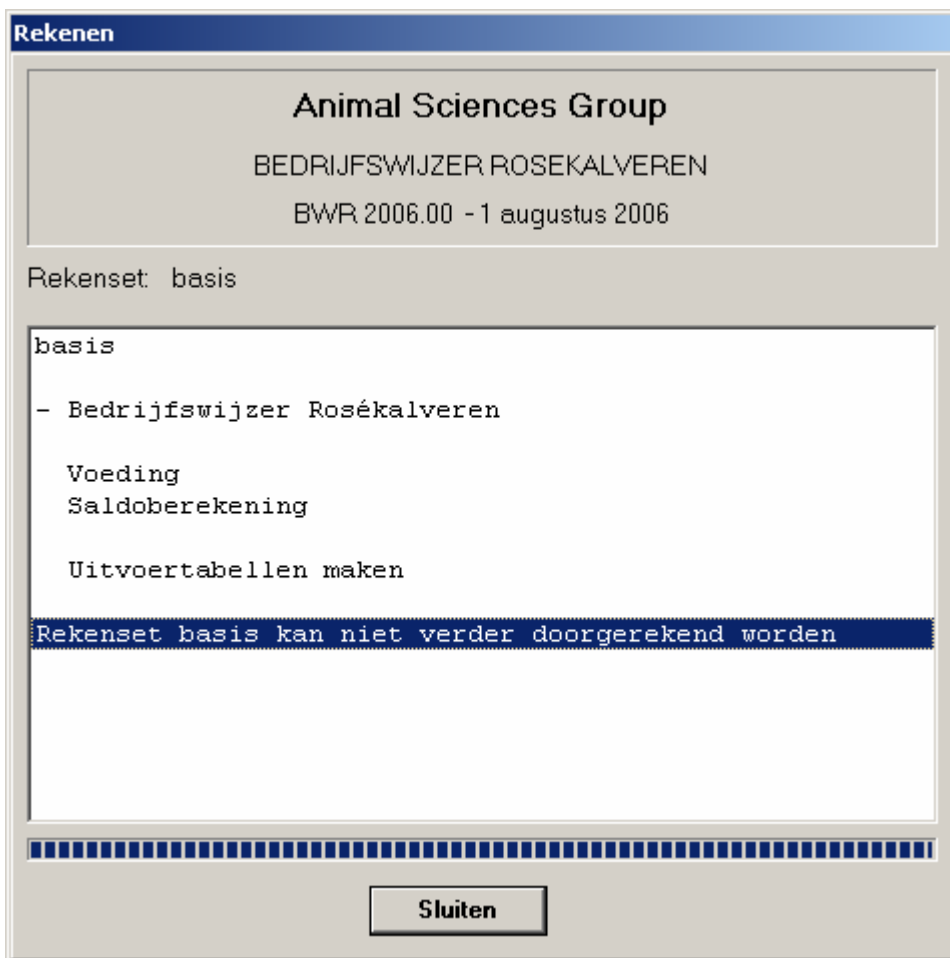 Rekenen
Animal Sciences Group
BEDRIJFSWIJZER ROSEKALVEREN
BWR 2006.00 - 1 augustus 2006
Rekenset: basis
basis
- Bedrijfswijzer Rosékalveren
Voeding
Saldoberekening
Uitvoertabellen maken
Rekenset basis kan niet verder doorgerekend worden
Sluiten